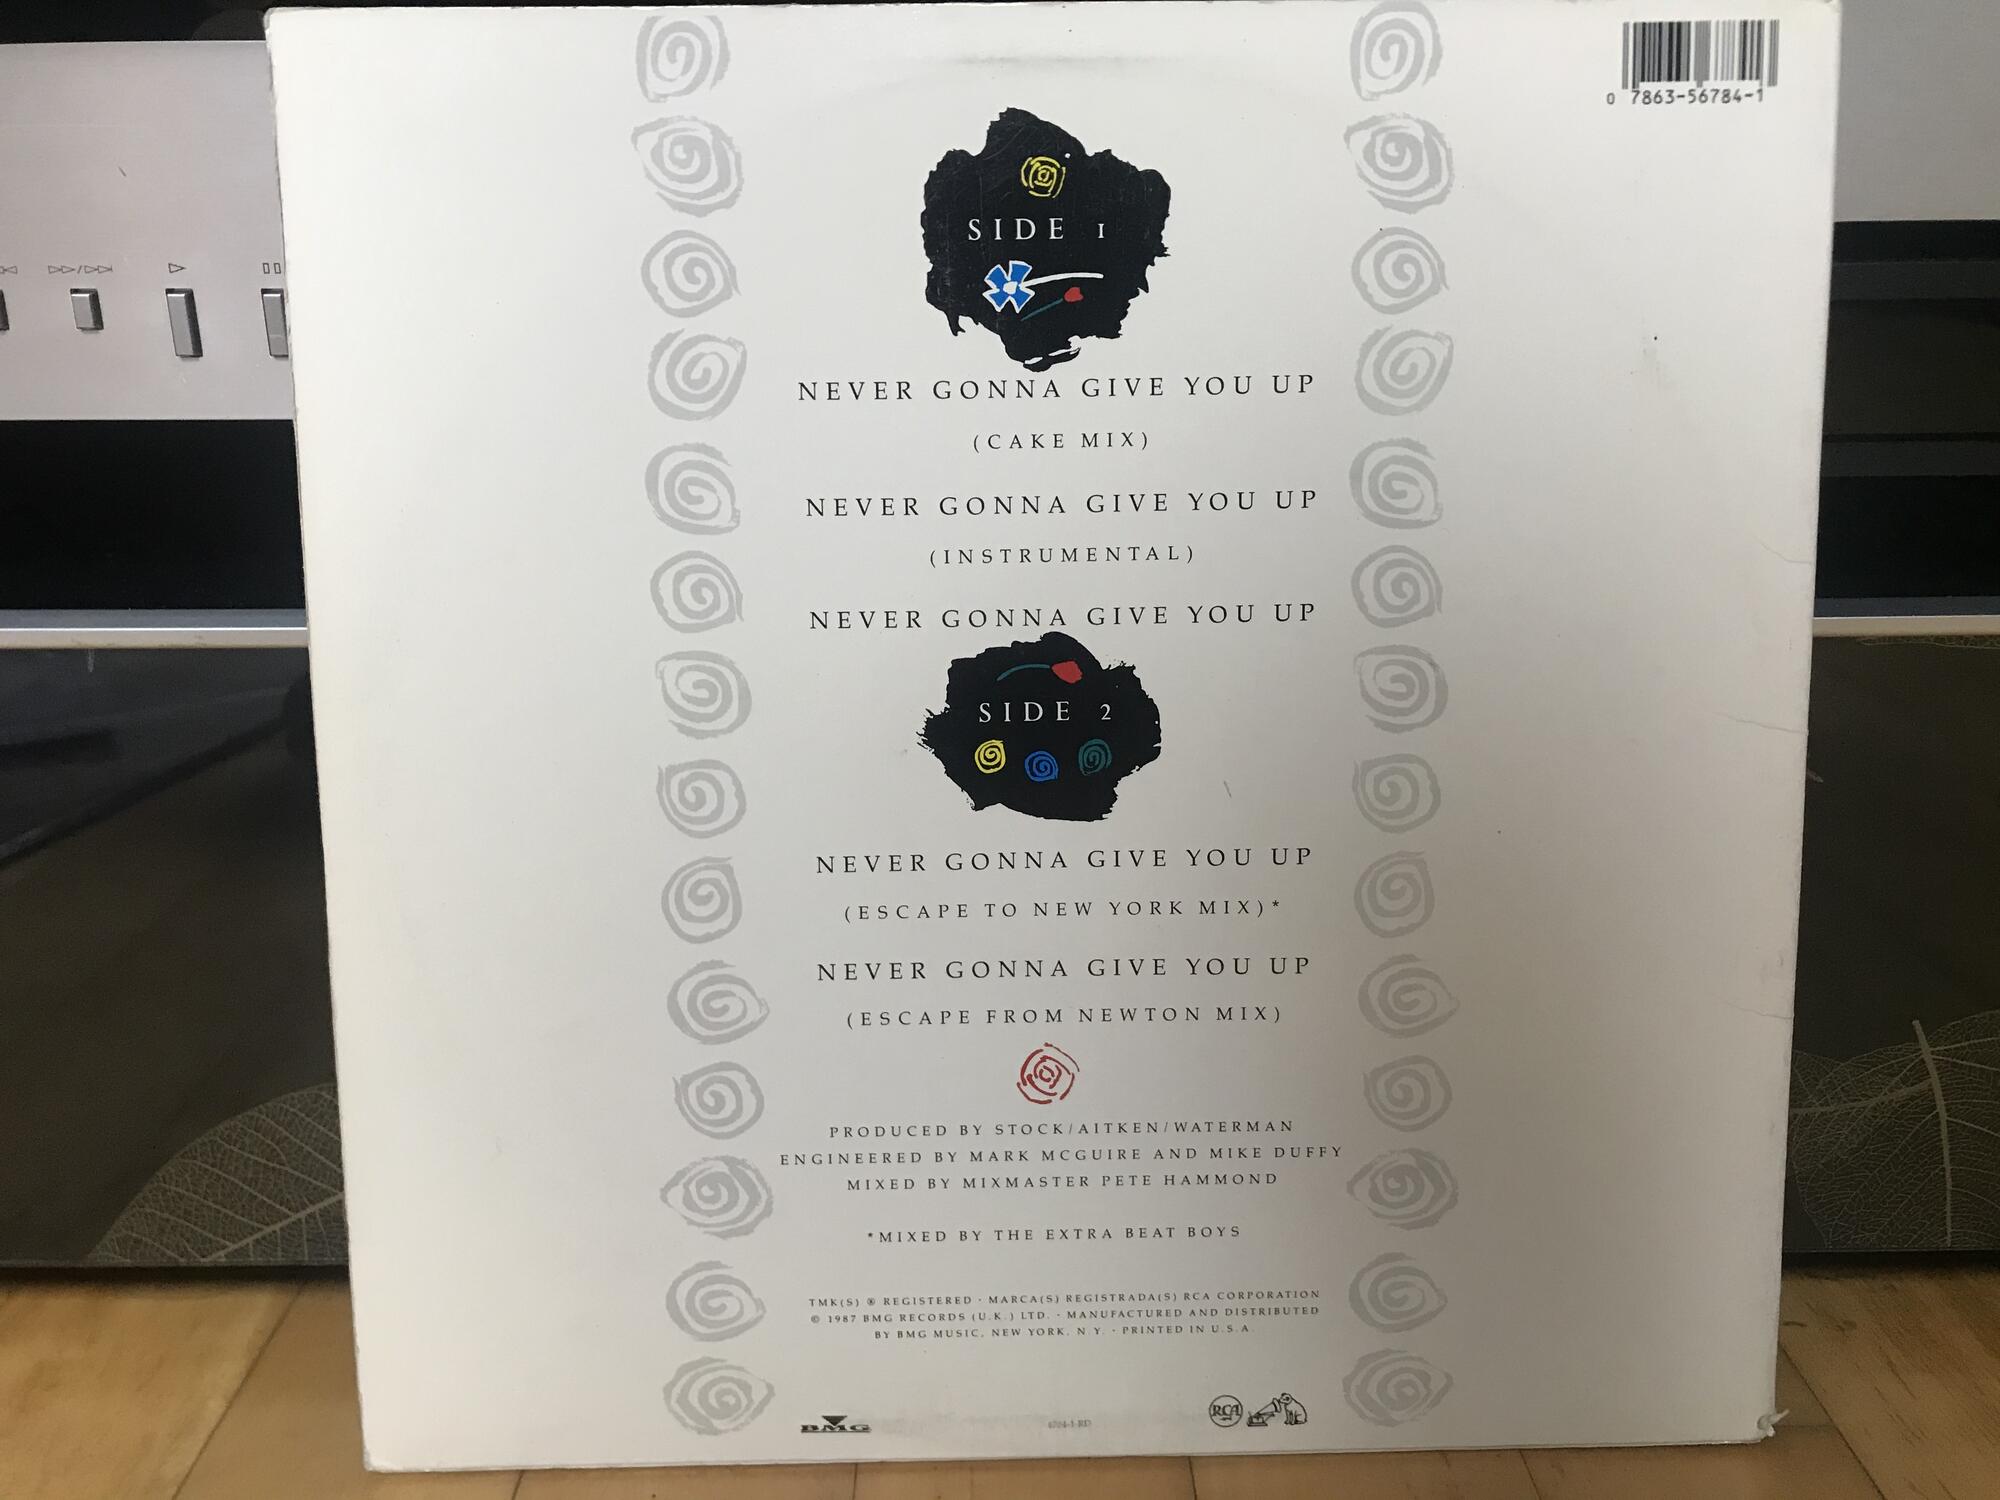 0 7863-56784-1
SIDE 1
NEVER GONNA GIVE YOU UP
(CAKE MIX)
NEVER GONNA GIVE YOU UP
(INSTRUMENTAL)
NEVER GONNA GIVE YOU UP
SIDE 2
NEVER GONNA GIVE YOU UP
(ESCAPE TO NEW YORK MIX)*
NEVER GONNA GIVE YOU UP
(ESCAPE FROM NEWTON MIX)
PRODUCED BY STOCK/AITKEN/WATERMAN
ENGINEERED BY MARK MCGUIRE AND MIKE DUFFY
MIXED BY MIXMASTER PETE HAMMOND
*MIXED BY THE EXTRA BEAT BOYS
TMK(S) ® REGISTERED · MARCA(S) REGISTRADA(S) RCA CORPORATION
© 1987 BMG RECORDS (U.K.) LTD. · MANUFACTURED AND DISTRIBUTED
BY BMG MUSIC, NEW YORK, N.Y. · PRINTED IN U.S.A.
BMG
RCA